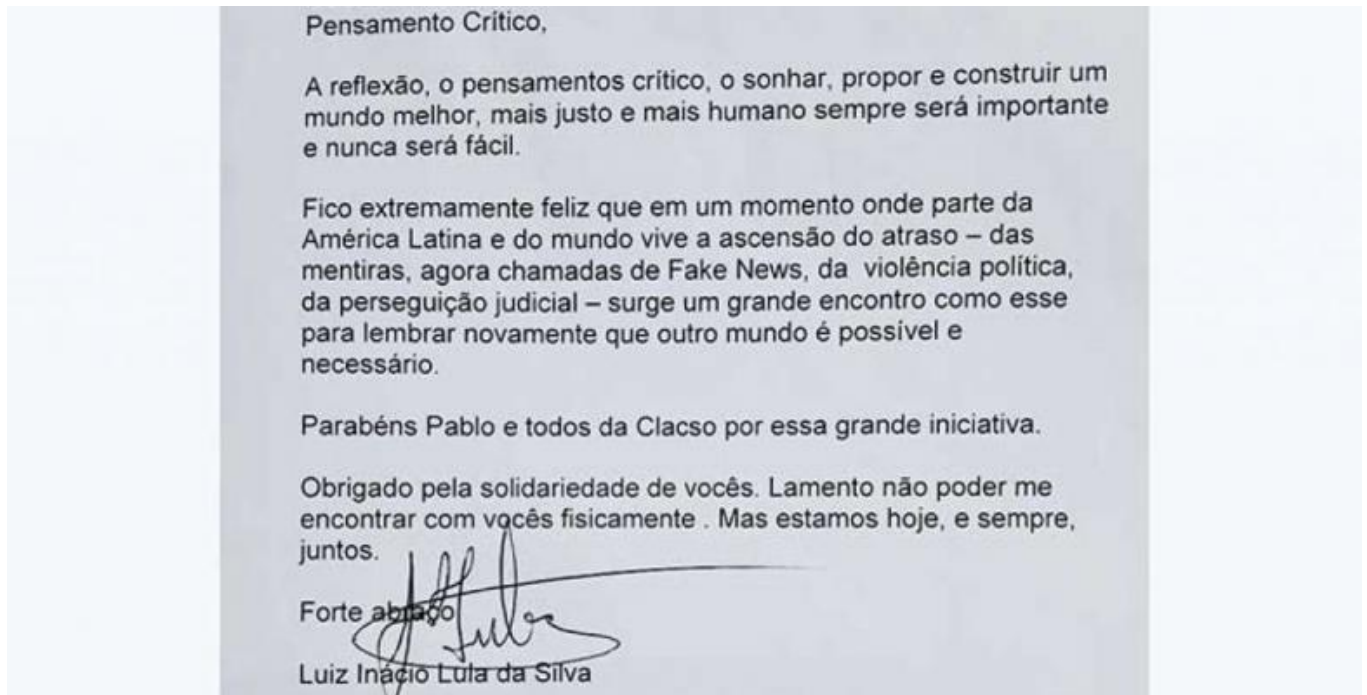 Pensamento Crítico,
A reflexão, o pensamentos crítico, o sonhar, propor e construir um
mundo melhor, mais justo e mais humano sempre será importante
e nunca será fácil.
Fico extremamente feliz que em um momento onde parte da
América Latina e do mundo vive a ascensão do atraso – das
mentiras, agora chamadas de Fake News, da violência política,
da perseguição judicial – surge um grande encontro como esse
para lembrar novamente que outro mundo é possível e
necessário.
Parabéns Pablo e todos da Clacso por essa grande iniciativa.
Obrigado pela solidariedade de vocês. Lamento não poder me
encontrar com vocês fisicamente . Mas estamos hoje, e sempre,
juntos.
Forte abraço
Lula
Luiz Inácio Lula da Silva